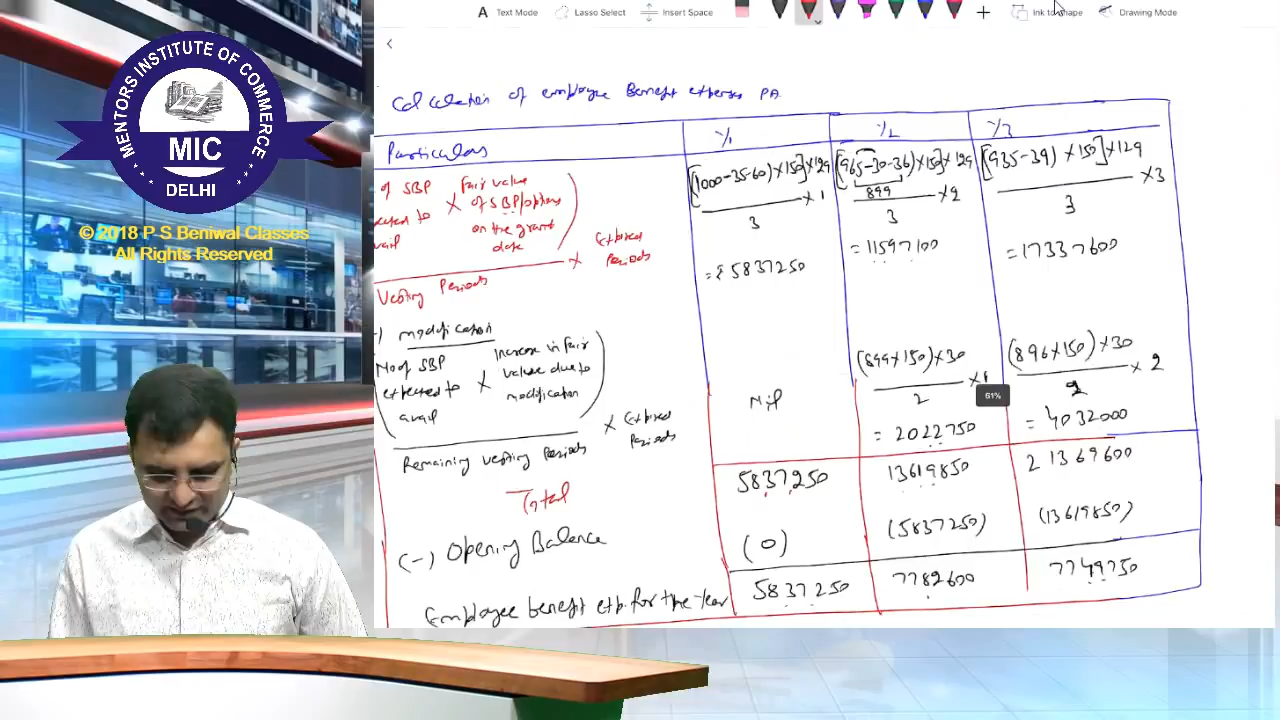 Text Mode Lasso Select Insert Space Ink to Shape Drawing Mode
MENTORS INSTITUTE OF COMMERCE
MIC
DELHI
© 2018 P S Beniwal Classes
All Rights Reserved
Calculation of employee Benefit expenses PA
Particulars Y1 Y2 Y3
of SBP
ected to
avail
× Fair value
of SBP/options
on the grant
date
Vesting Periods
× Expired
Periods
[(1000-35-60)×150]×129
3
×1
= 5837250
[(965-30-36)×150]×129
899
3
×2
= 11597100
[(935-39)×150]×129
3
×3
= 17337600
-) modification
No of SBP
expected to
avail
× Increase in fair
value due to
modification
Remaining vesting Periods
× Expired
Periods
Nil
(899×150)×30
2
×1
= 2022750
(896×150)×30
2
×2
= 4032000
61%
Total 5837250 13619850 21369600
(-) Opening Balance (0) (5837250) (13619850)
Employee benefit exp. for the year 5837250 7782600 7749750